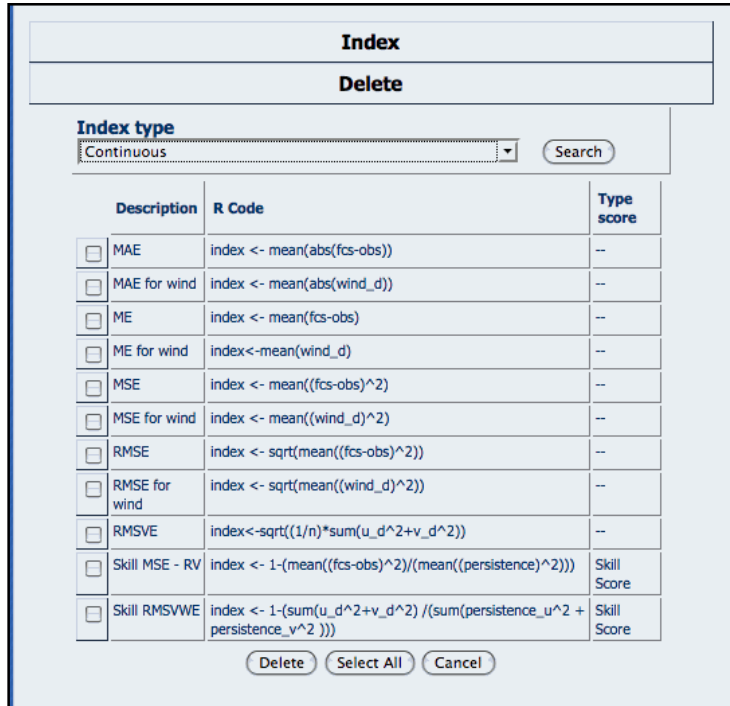 Index
Delete
Index type
Continuous
Search
Description R Code Type score
MAE index <- mean(abs(fcs-obs)) --
MAE for wind index <- mean(abs(wind_d)) --
ME index <- mean(fcs-obs) --
ME for wind index<-mean(wind_d) --
MSE index <- mean((fcs-obs)^2) --
MSE for wind index <- mean((wind_d)^2) --
RMSE index <- sqrt(mean((fcs-obs)^2)) --
RMSE for wind index <- sqrt(mean((wind_d)^2)) --
RMSVE index<-sqrt((1/n)*sum(u_d^2+v_d^2)) --
Skill MSE - RV index <- 1-(mean((fcs-obs)^2)/(mean((persistence)^2))) Skill Score
Skill RMSVWE index <- 1-(sum(u_d^2+v_d^2) /(sum(persistence_u^2 + persistence_v^2 ))) Skill Score
Delete Select All Cancel